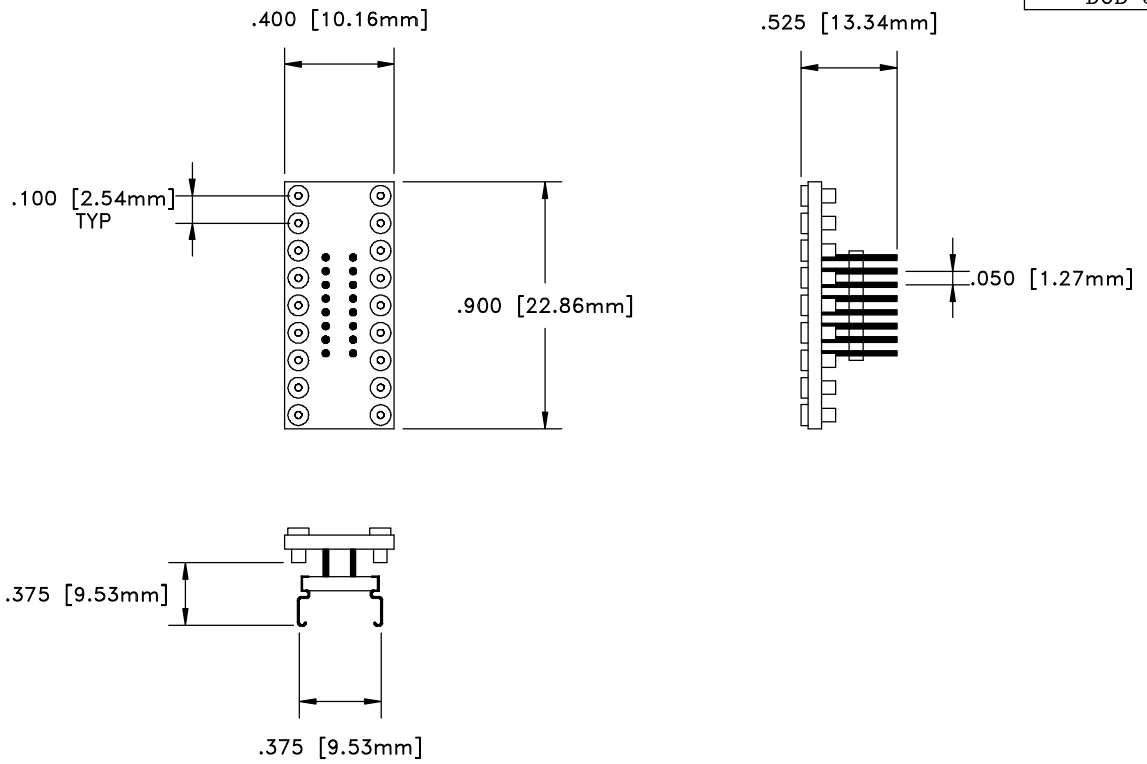 .400 [10.16mm]
.525 [13.34mm]
.100 [2.54mm]
TYP
.900 [22.86mm]
.050 [1.27mm]
.375 [9.53mm]
.375 [9.53mm]